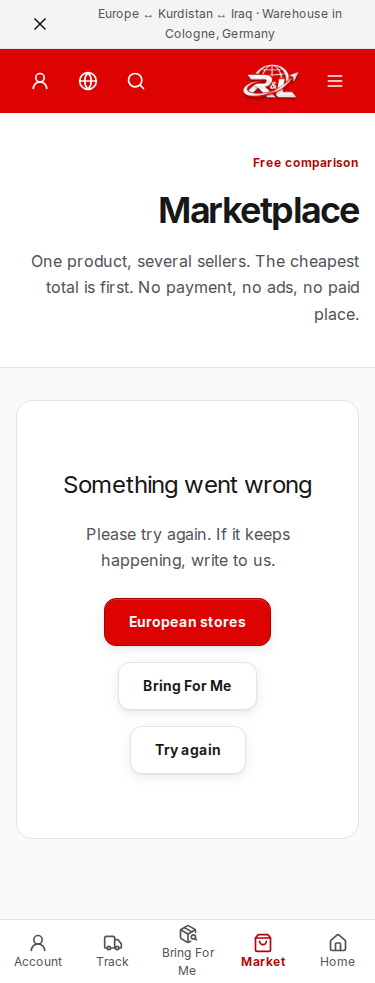 Europe ↔ Kurdistan ↔ Iraq · Warehouse in
Cologne, Germany
R&L
Free comparison
Marketplace
One product, several sellers. The cheapest
total is first. No payment, no ads, no paid
place.
Something went wrong
Please try again. If it keeps
happening, write to us.
European stores
Bring For Me
Try again
Account
Track
Bring For
Me
Market
Home